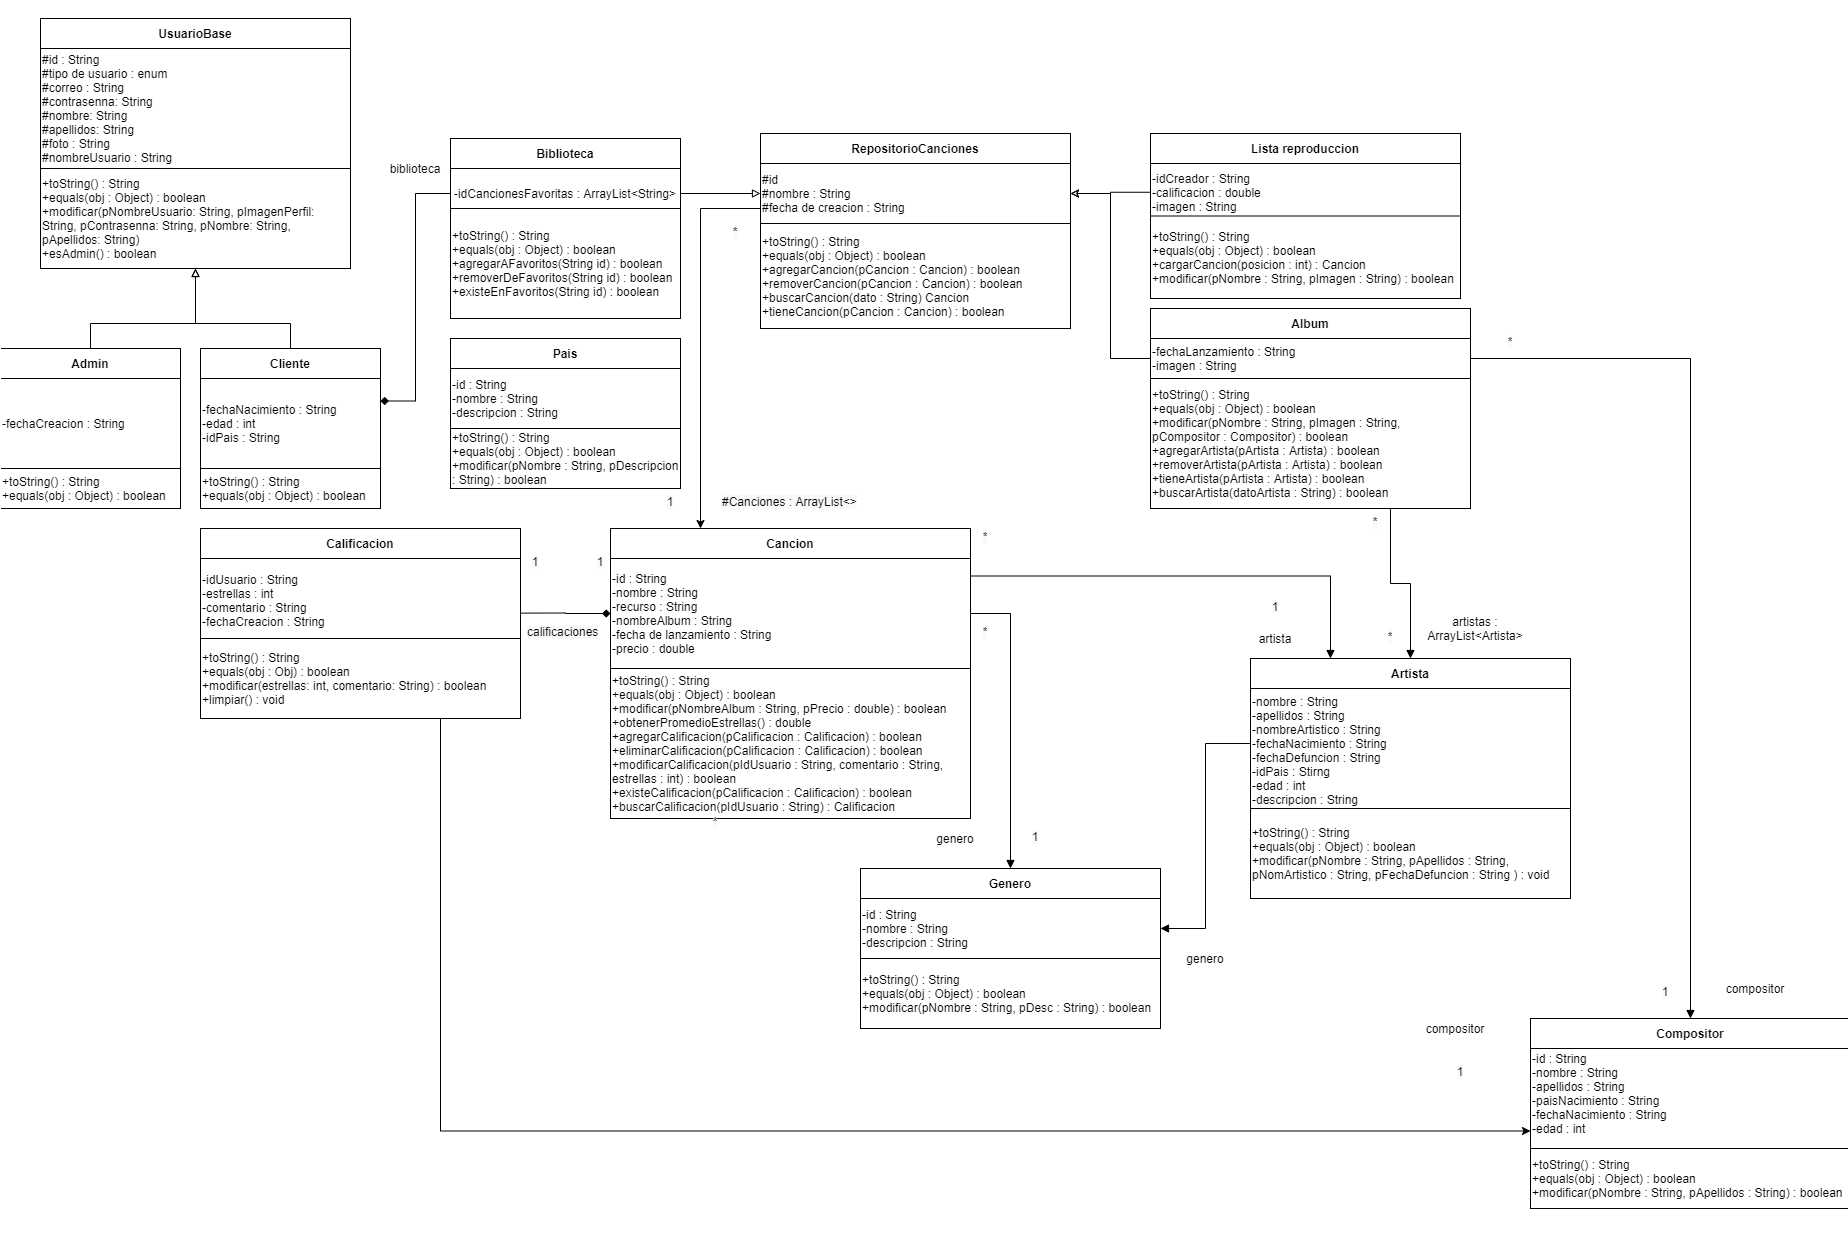 UsuarioBase
#id : String
#tipo de usuario : enum
#correo : String
#contrasenna: String
#nombre: String
#apellidos: String
#foto : String
#nombreUsuario : String
+toString() : String
+equals(obj : Object) : boolean
+modificar(pNombreUsuario: String, pImagenPerfil:
String, pContrasenna: String, pNombre: String,
pApellidos: String)
+esAdmin() : boolean
biblioteca
Biblioteca
-idCancionesFavoritas : ArrayList<String>
+toString() : String
+equals(obj : Object) : boolean
+agregarAFavoritos(String id) : boolean
+removerDeFavoritos(String id) : boolean
+existeEnFavoritos(String id) : boolean
RepositorioCanciones
#id
#nombre : String
#fecha de creacion : String
*
+toString() : String
+equals(obj : Object) : boolean
+agregarCancion(pCancion : Cancion) : boolean
+removerCancion(pCancion : Cancion) : boolean
+buscarCancion(dato : String) Cancion
+tieneCancion(pCancion : Cancion) : boolean
Lista reproduccion
-idCreador : String
-calificacion : double
-imagen : String
+toString() : String
+equals(obj : Object) : boolean
+cargarCancion(posicion : int) : Cancion
+modificar(pNombre : String, pImagen : String) : boolean
Album
-fechaLanzamiento : String
-imagen : String
+toString() : String
+equals(obj : Object) : boolean
+modificar(pNombre : String, pImagen : String,
pCompositor : Compositor) : boolean
+agregarArtista(pArtista : Artista) : boolean
+removerArtista(pArtista : Artista) : boolean
+tieneArtista(pArtista : Artista) : boolean
+buscarArtista(datoArtista : String) : boolean
*
*
Admin
-fechaCreacion : String
+toString() : String
+equals(obj : Object) : boolean
Cliente
-fechaNacimiento : String
-edad : int
-idPais : String
+toString() : String
+equals(obj : Object) : boolean
Pais
-id : String
-nombre : String
-descripcion : String
+toString() : String
+equals(obj : Object) : boolean
+modificar(pNombre : String, pDescripcion
: String) : boolean
1
#Canciones : ArrayList<>
Calificacion
-idUsuario : String
-estrellas : int
-comentario : String
-fechaCreacion : String
+toString() : String
+equals(obj : Obj) : boolean
+modificar(estrellas: int, comentario: String) : boolean
+limpiar() : void
1
1
calificaciones
Cancion
-id : String
-nombre : String
-recurso : String
-nombreAlbum : String
-fecha de lanzamiento : String
-precio : double
+toString() : String
+equals(obj : Object) : boolean
+modificar(pNombreAlbum : String, pPrecio : double) : boolean
+obtenerPromedioEstrellas() : double
+agregarCalificacion(pCalificacion : Calificacion) : boolean
+eliminarCalificacion(pCalificacion : Calificacion) : boolean
+modificarCalificacion(pIdUsuario : String, comentario : String,
estrellas : int) : boolean
+existeCalificacion(pCalificacion : Calificacion) : boolean
+buscarCalificacion(pIdUsuario : String) : Calificacion
*
*
*
1
artista
*
artistas :
ArrayList<Artista>
Artista
-nombre : String
-apellidos : String
-nombreArtistico : String
-fechaNacimiento : String
-fechaDefuncion : String
-idPais : Stirng
-edad : int
-descripcion : String
+toString() : String
+equals(obj : Object) : boolean
+modificar(pNombre : String, pApellidos : String,
pNomArtistico : String, pFechaDefuncion : String ) : void
genero
1
Genero
-id : String
-nombre : String
-descripcion : String
+toString() : String
+equals(obj : Object) : boolean
+modificar(pNombre : String, pDesc : String) : boolean
genero
1
compositor
compositor
1
Compositor
-id : String
-nombre : String
-apellidos : String
-paisNacimiento : String
-fechaNacimiento : String
-edad : int
+toString() : String
+equals(obj : Object) : boolean
+modificar(pNombre : String, pApellidos : String) : boolean